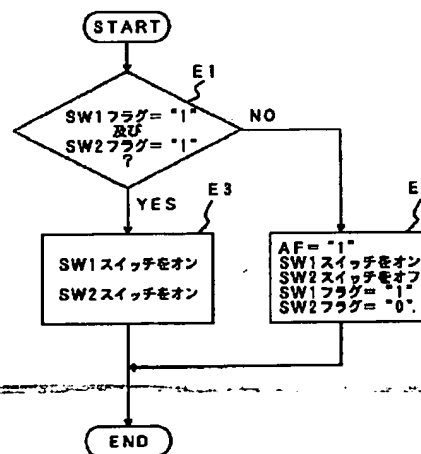 START
E1
SW1フラグ= "1"
及び
SW2フラグ= "1"
?
NO
YES
E3
SW1スイッチをオン
SW2スイッチをオン
E
AF= "1"
SW1スイッチをオン
SW2スイッチをオフ
SW1フラグ= "1"
SW2フラグ= "0".
END